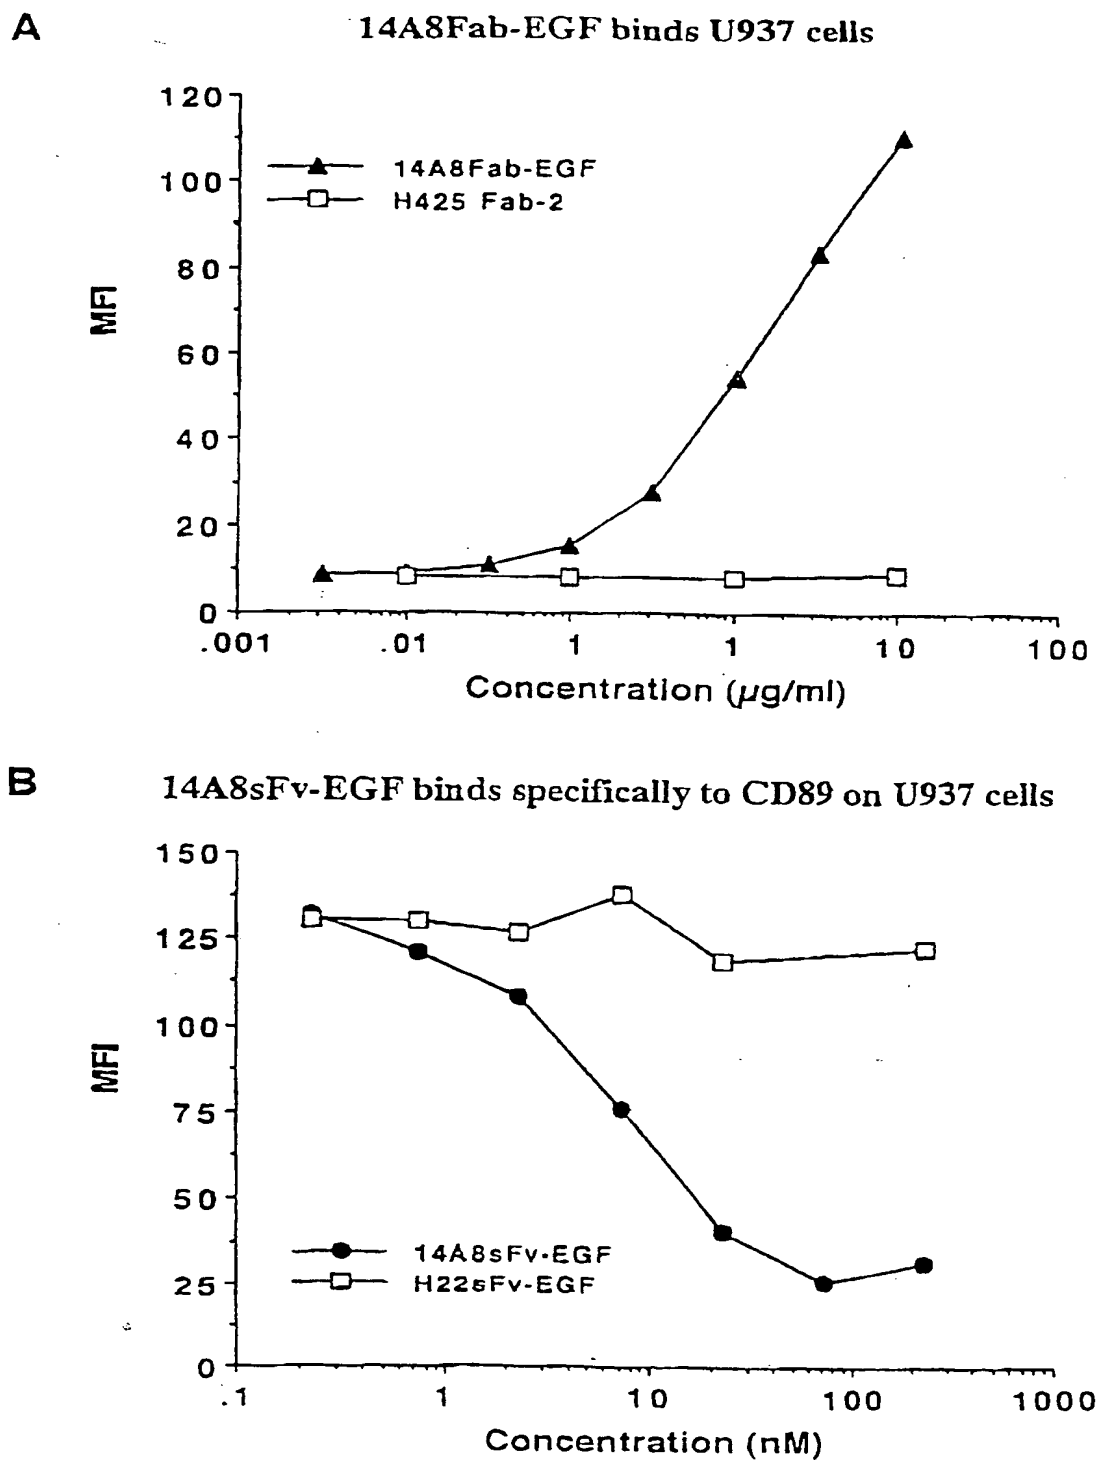 A
14A8Fab-EGF binds U937 cells
120
100
80
60
40
20
0
MFI
14A8Fab-EGF
H425 Fab-2
.001
.01
1
1
10
100
Concentration (µg/ml)
B
14A8sFv-EGF binds specifically to CD89 on U937 cells
150
125
100
75
50
25
0
MFI
14A8sFv-EGF
H22sFv-EGF
.1
1
10
100
1000
Concentration (nM)